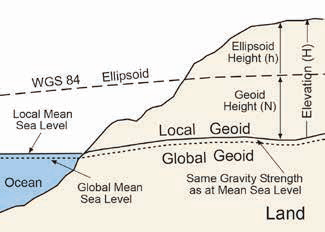 Ellipsoid
Height (h)
WGS 84 Ellipsoid
Elevation (H)
Geoid
Height (N)
Local Mean
Sea Level
Local Geoid
Global Geoid
Ocean
Global Mean
Sea Level
Same Gravity Strength
as at Mean Sea Level
Land